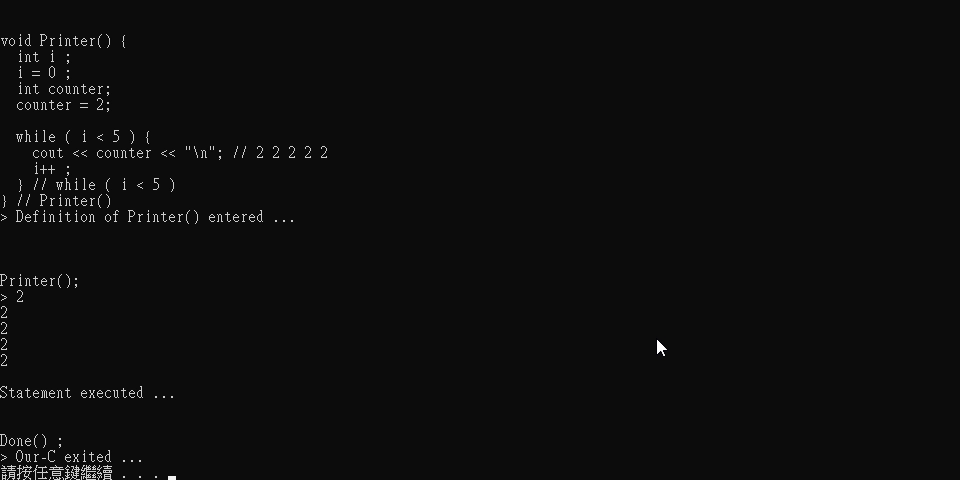 void Printer() {
  int i ;
  i = 0 ;
  int counter;
  counter = 2;
  while ( i < 5 ) {
    cout << counter << "\n"; // 2 2 2 2 2
    i++ ;
  } // while ( i < 5 )
} // Printer()
> Definition of Printer() entered ...
Printer();
> 2
2
2
2
2
Statement executed ...
Done() ;
> Our-C exited ...
請按任意鍵繼續 . . .